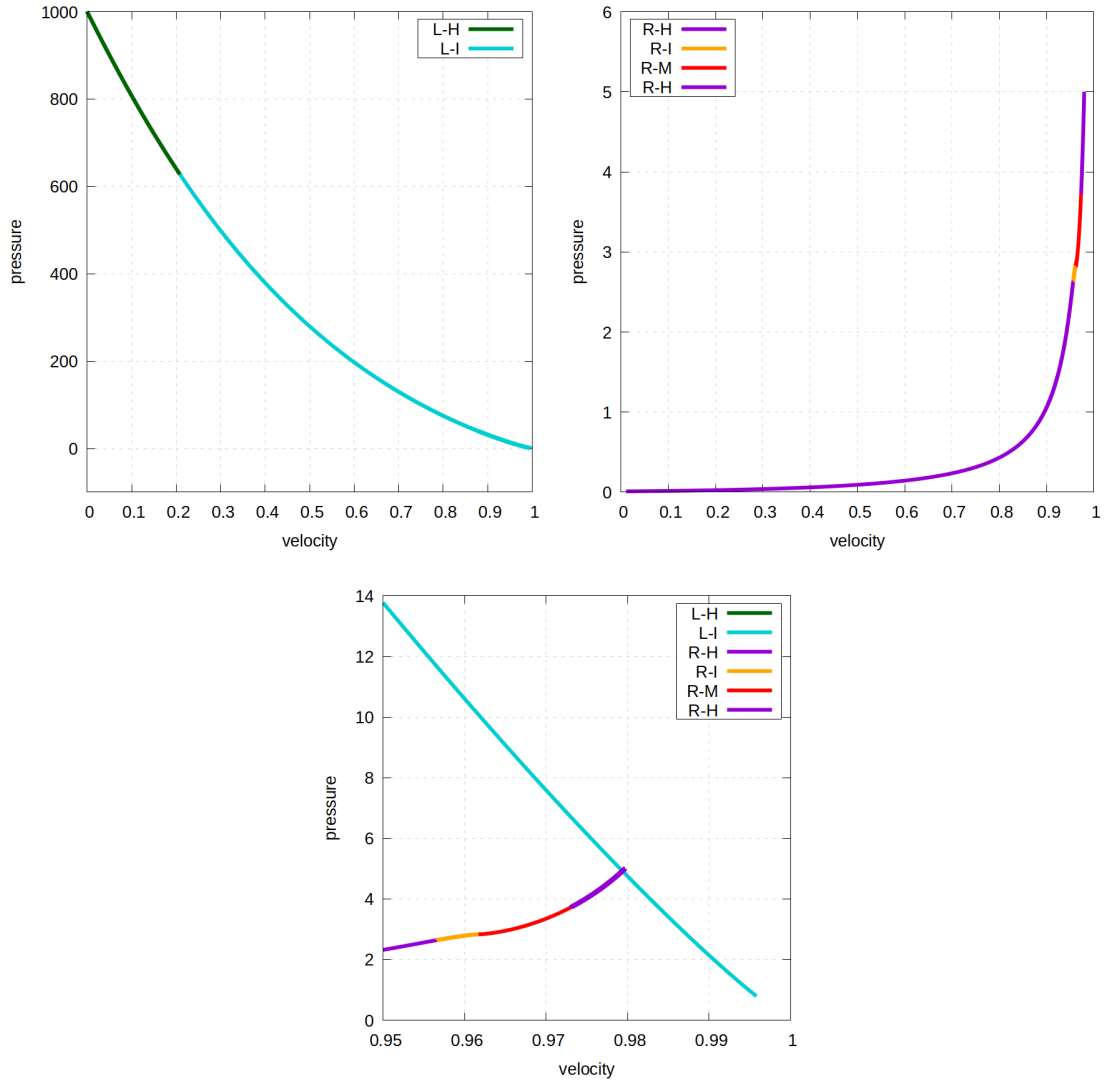 1000
800
600
400
200
0
0 0.1 0.2 0.3 0.4 0.5 0.6 0.7 0.8 0.9 1
pressure
velocity
L-H
L-I
6
5
4
3
2
1
0
0 0.1 0.2 0.3 0.4 0.5 0.6 0.7 0.8 0.9 1
pressure
velocity
R-H
R-I
R-M
R-H
14
12
10
8
6
4
2
0
0.95 0.96 0.97 0.98 0.99 1
pressure
velocity
L-H
L-I
R-H
R-I
R-M
R-H